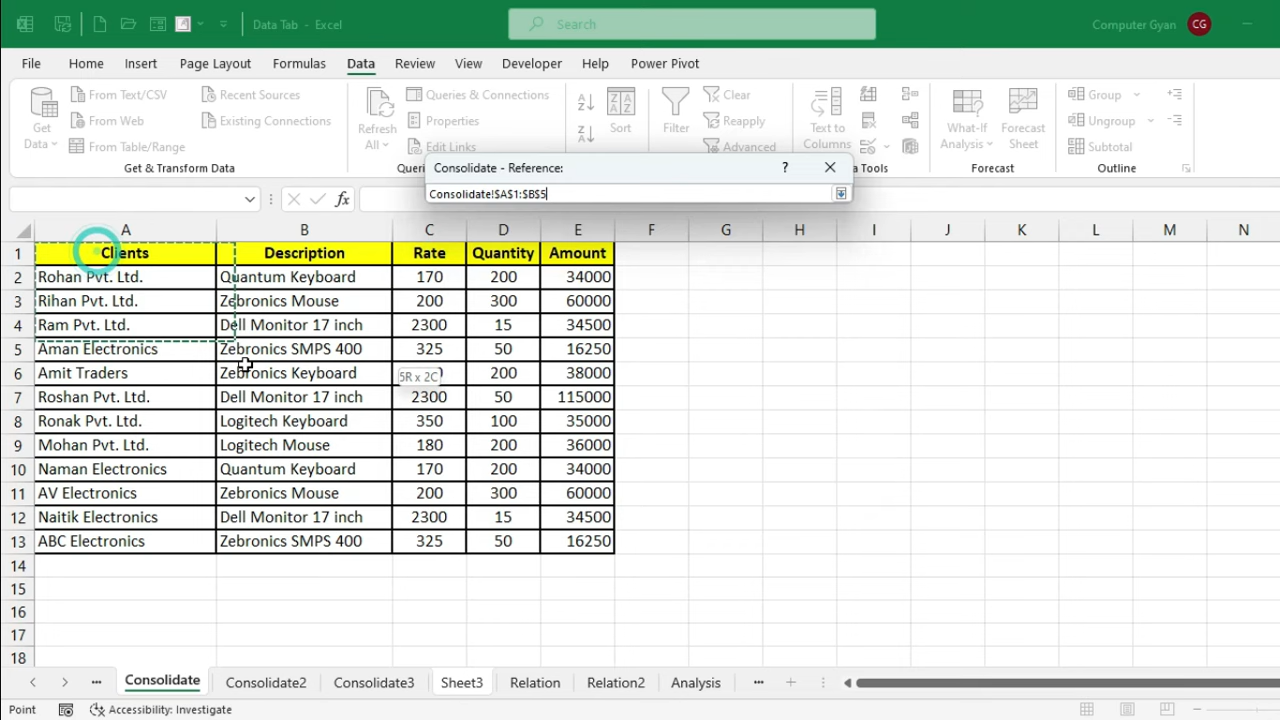 Data Tab - Excel
Search
Computer Gyan
CG
File Home Insert Page Layout Formulas Data Review View Developer Help Power Pivot
Get Data
From Text/CSV
From Web
From Table/Range
Recent Sources
Existing Connections
Get & Transform Data
Refresh All
Queries & Connections
Properties
Edit Links
Sort
Filter
Clear
Reapply
Advanced
Text to Columns
What-If Analysis
Forecast Sheet
Forecast
Group
Ungroup
Subtotal
Outline
Consolidate - Reference:
?
Consolidate!$A$1:$B$5
fx
A B C D E F G H I J K L M N
1 Clients Description Rate Quantity Amount
2 Rohan Pvt. Ltd. Quantum Keyboard 170 200 34000
3 Rihan Pvt. Ltd. Zebronics Mouse 200 300 60000
4 Ram Pvt. Ltd. Dell Monitor 17 inch 2300 15 34500
5 Aman Electronics Zebronics SMPS 400 325 50 16250
6 Amit Traders Zebronics Keyboard 200 38000
5R x 2C
7 Roshan Pvt. Ltd. Dell Monitor 17 inch 2300 50 115000
8 Ronak Pvt. Ltd. Logitech Keyboard 350 100 35000
9 Mohan Pvt. Ltd. Logitech Mouse 180 200 36000
10 Naman Electronics Quantum Keyboard 170 200 34000
11 AV Electronics Zebronics Mouse 200 300 60000
12 Naitik Electronics Dell Monitor 17 inch 2300 15 34500
13 ABC Electronics Zebronics SMPS 400 325 50 16250
14
15
16
17
18
Consolidate Consolidate2 Consolidate3 Sheet3 Relation Relation2 Analysis
Point
Accessibility: Investigate